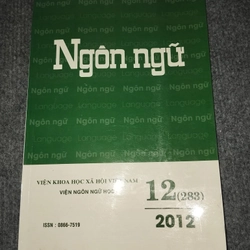 Ngôn ngữ
VIỆN KHOA HỌC XÃ HỘI VIỆT NAM
VIỆN NGÔN NGỮ HỌC
12(283)
2012
ISSN : 0866-7519